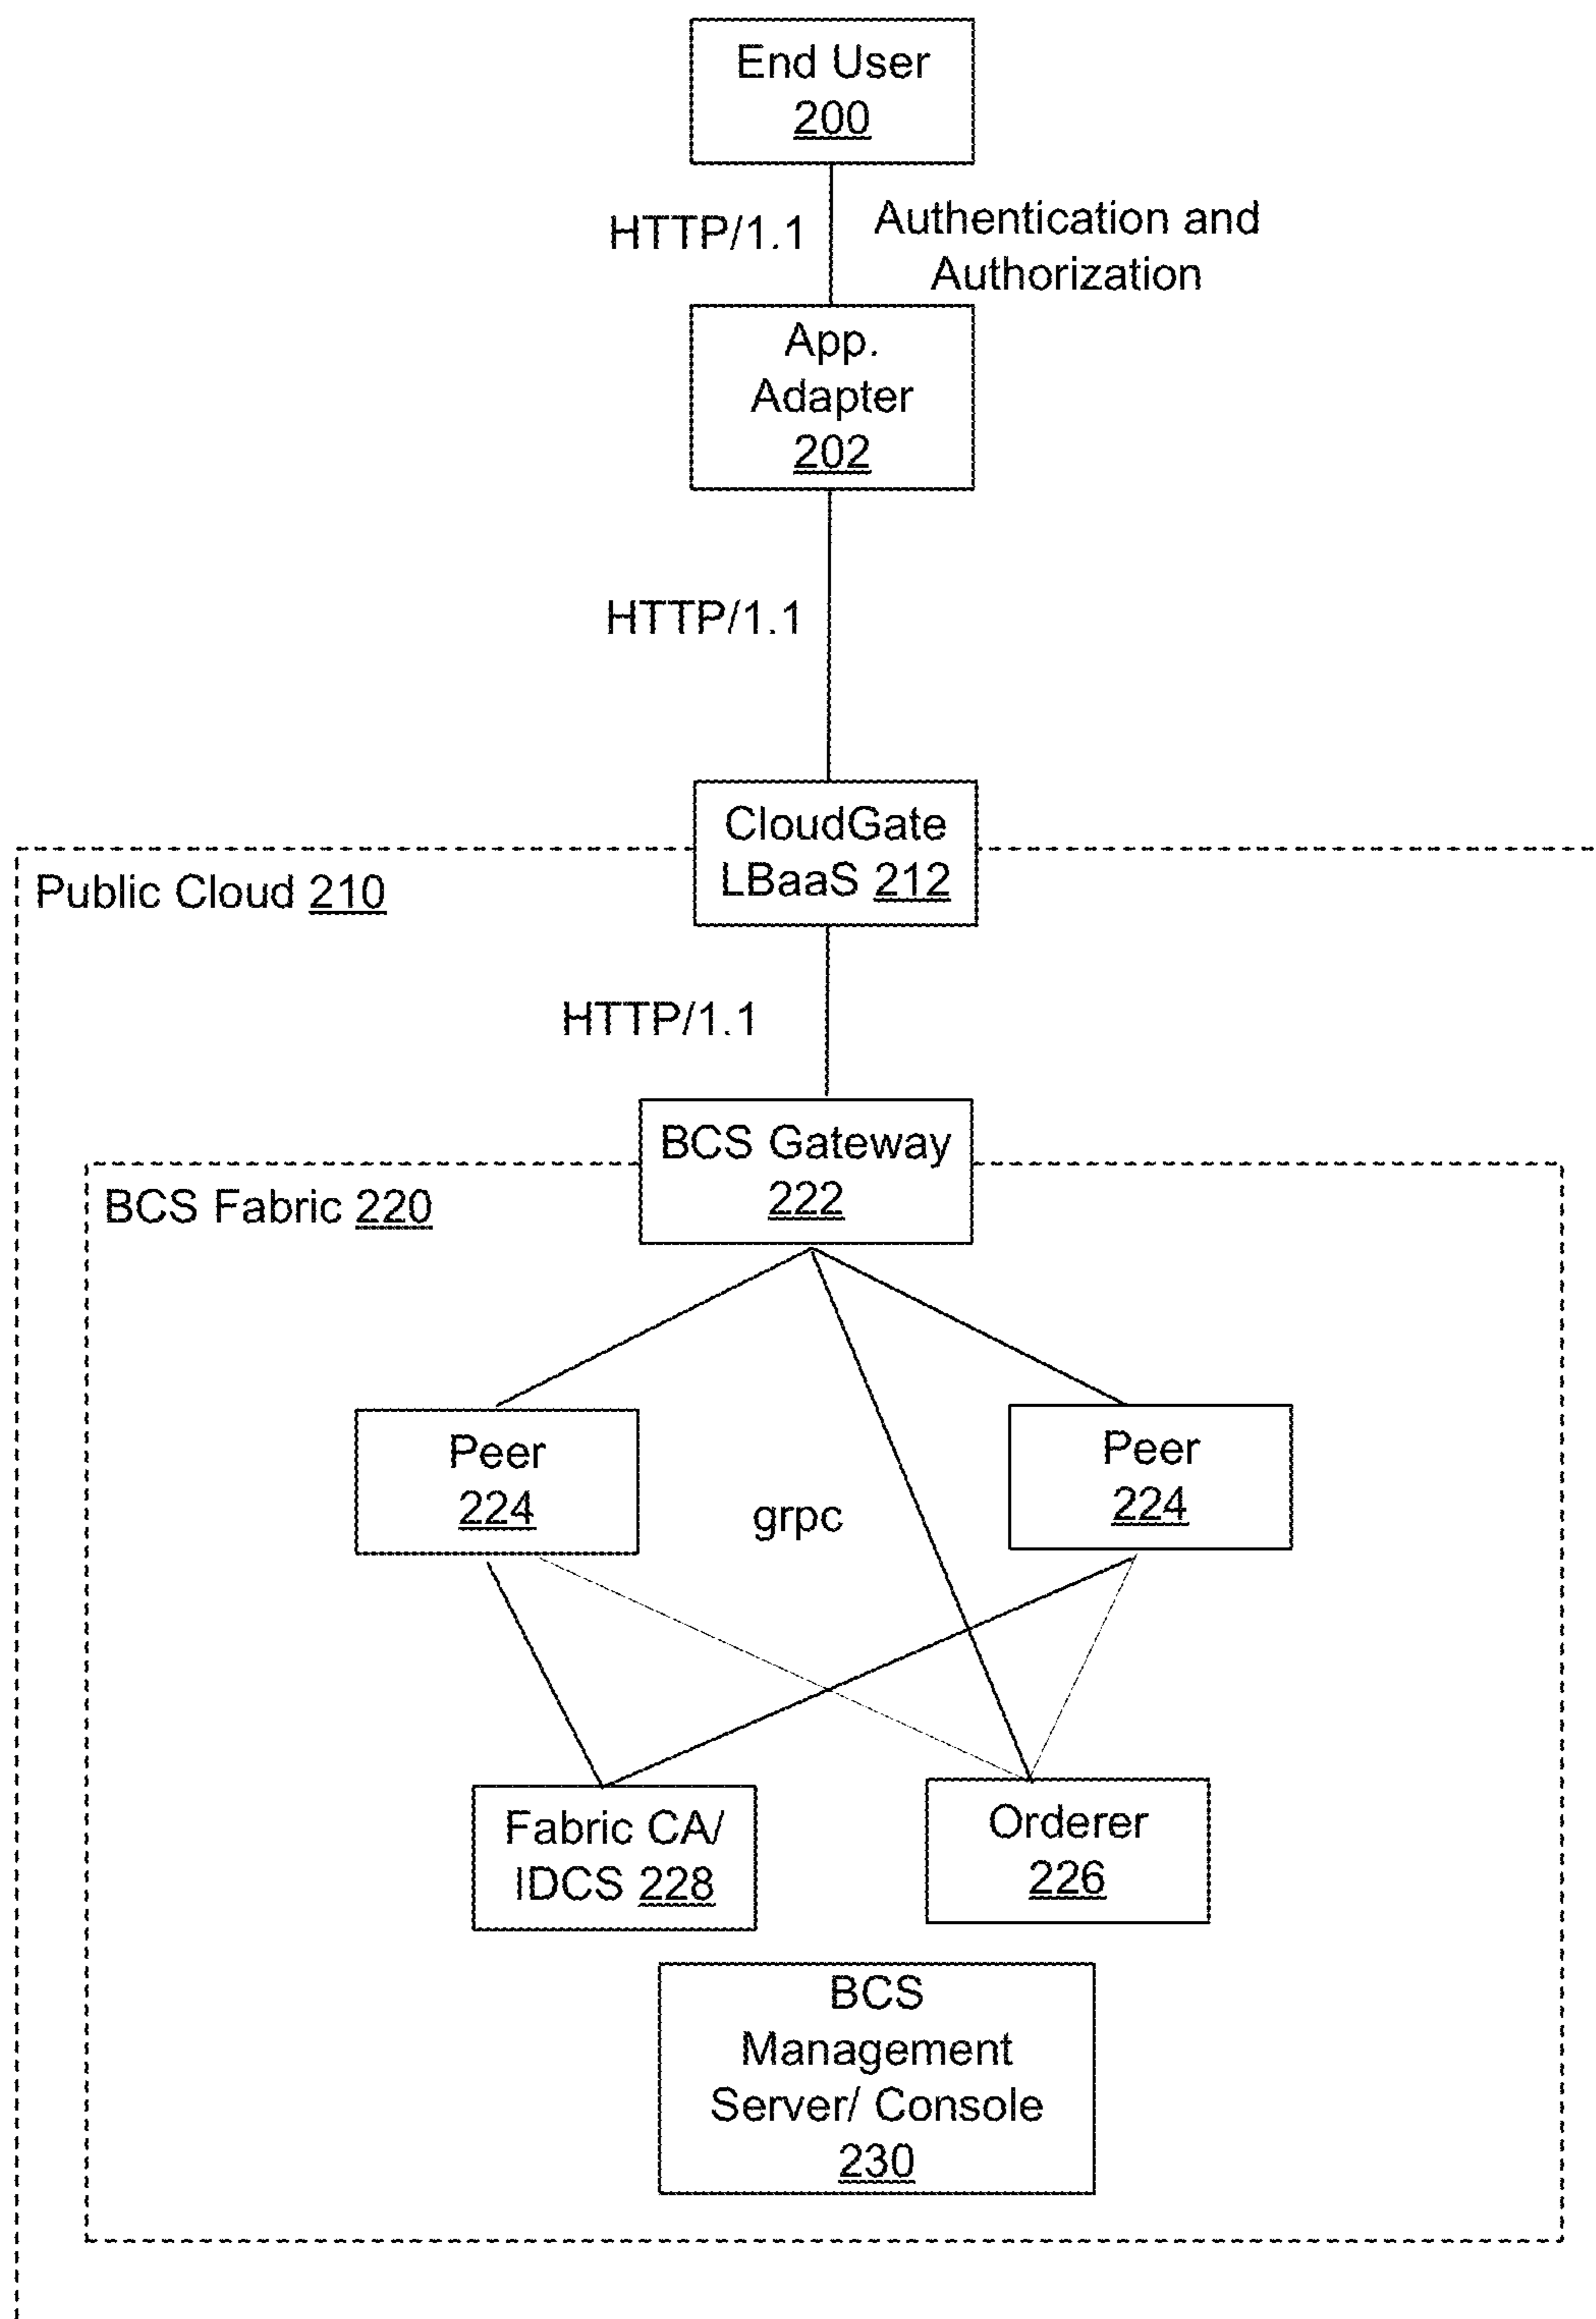 End User
200
HTTP/1.1
Authentication and
Authorization
App.
Adapter
202
HTTP/1.1
CloudGate
LBaaS 212
Public Cloud 210
HTTP/1.1
BCS Gateway
222
BCS Fabric 220
Peer
224
Peer
224
grpc
Fabric CA/
IDCS 228
Orderer
226
BCS
Management
Server/ Console
230